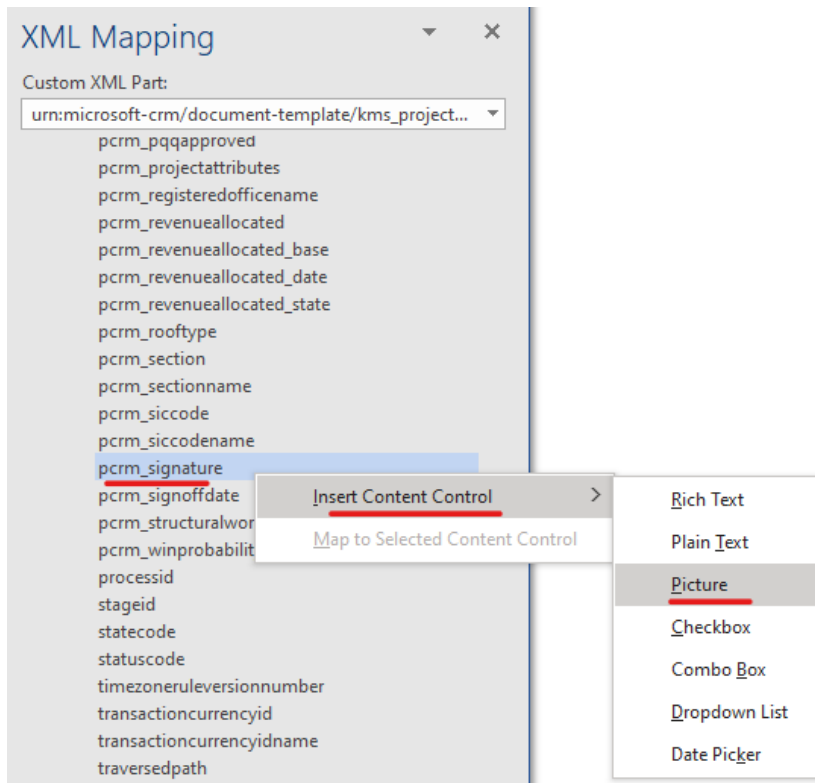 XML Mapping
Custom XML Part:
urn:microsoft-crm/document-template/kms_project...
pcrm_pqqapproved
pcrm_projectattributes
pcrm_registeredofficename
pcrm_revenueallocated
pcrm_revenueallocated_base
pcrm_revenueallocated_date
pcrm_revenueallocated_state
pcrm_rooftype
pcrm_section
pcrm_sectionname
pcrm_siccode
pcrm_siccodename
pcrm_signature
pcrm_signoffdate
pcrm_structuralwor
pcrm_winprobabilit
processid
stageid
statecode
statuscode
timezoneruleversionnumber
transactioncurrencyid
transactioncurrencyidname
traversedpath
Insert Content Control
Map to Selected Content Control
Rich Text
Plain Text
Picture
Checkbox
Combo Box
Dropdown List
Date Picker